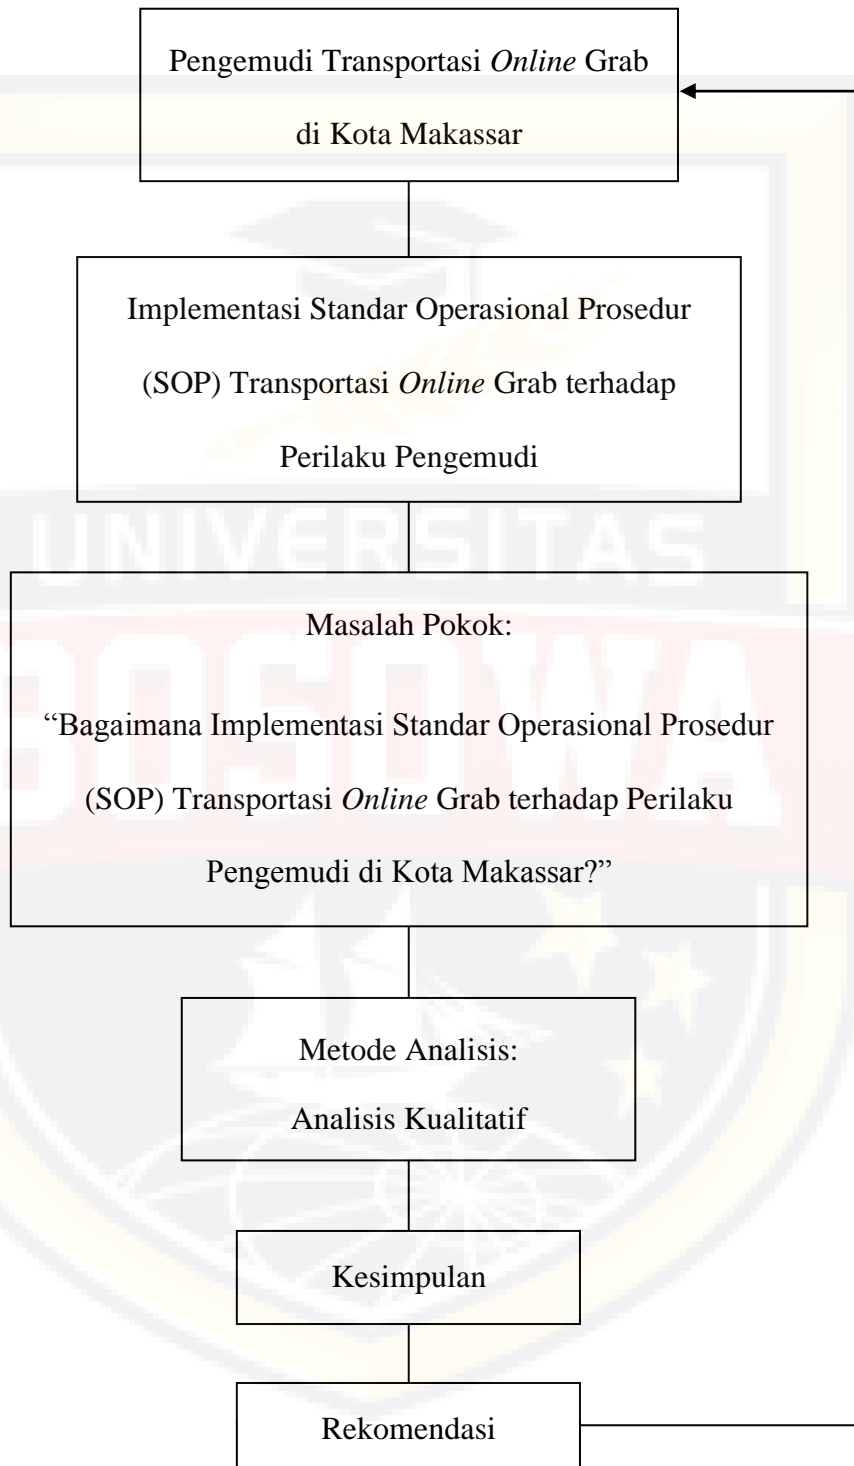 Pengemudi Transportasi Online Grab
di Kota Makassar
Implementasi Standar Operasional Prosedur
(SOP) Transportasi Online Grab terhadap
Perilaku Pengemudi
UNIVERSITAS
Masalah Pokok:
BOSOWA
“Bagaimana Implementasi Standar Operasional Prosedur
(SOP) Transportasi Online Grab terhadap Perilaku
Pengemudi di Kota Makassar?”
Metode Analisis:
Analisis Kualitatif
Kesimpulan
Rekomendasi